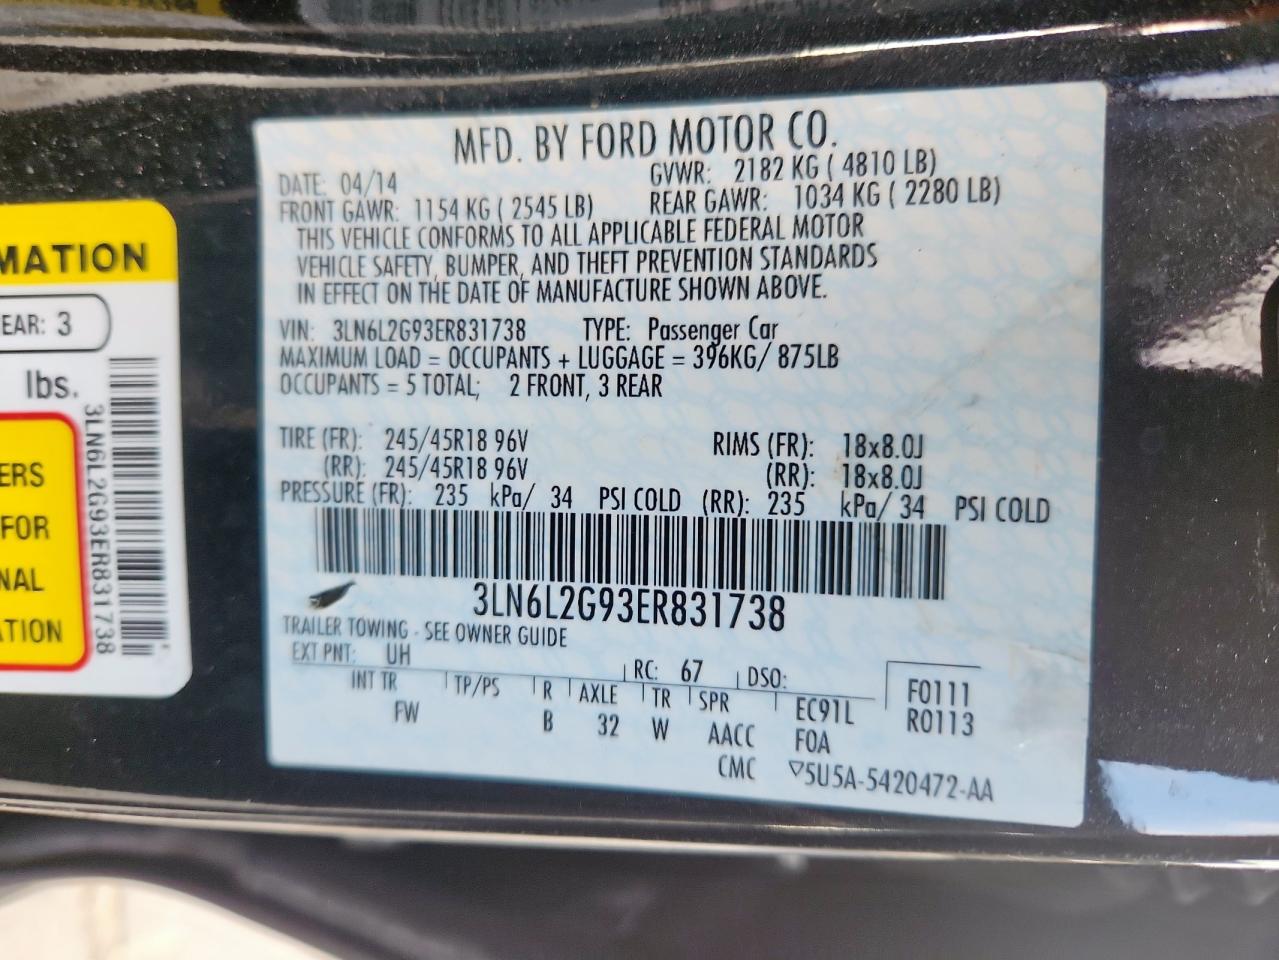 MFD. BY FORD MOTOR CO.
DATE: 04/14 GVWR: 2182 KG ( 4810 LB)
FRONT GAWR: 1154 KG ( 2545 LB) REAR GAWR: 1034 KG ( 2280 LB)
THIS VEHICLE CONFORMS TO ALL APPLICABLE FEDERAL MOTOR
VEHICLE SAFETY, BUMPER, AND THEFT PREVENTION STANDARDS
IN EFFECT ON THE DATE OF MANUFACTURE SHOWN ABOVE.
VIN: 3LN6L2G93ER831738 TYPE: Passenger Car
MAXIMUM LOAD = OCCUPANTS + LUGGAGE = 396KG/ 875LB
OCCUPANTS = 5 TOTAL; 2 FRONT, 3 REAR
TIRE (FR): 245/45R18 96V RIMS (FR): 18x8.0J
(RR): 245/45R18 96V (RR): 18x8.0J
PRESSURE (FR): 235 kPa/ 34 PSI COLD (RR): 235 kPa/ 34 PSI COLD
3LN6L2G93ER831738
TRAILER TOWING - SEE OWNER GUIDE
EXT PNT: UH RC: 67 DSO:
INT TR TP/PS R AXLE TR SPR EC91L F0111
FW B 32 W AACC FOA R0113
CMC ▽5U5A-5420472-AA
MATION
EAR: 3
lbs.
ERS
FOR
NAL
ATION
3LN6L2G93ER831738